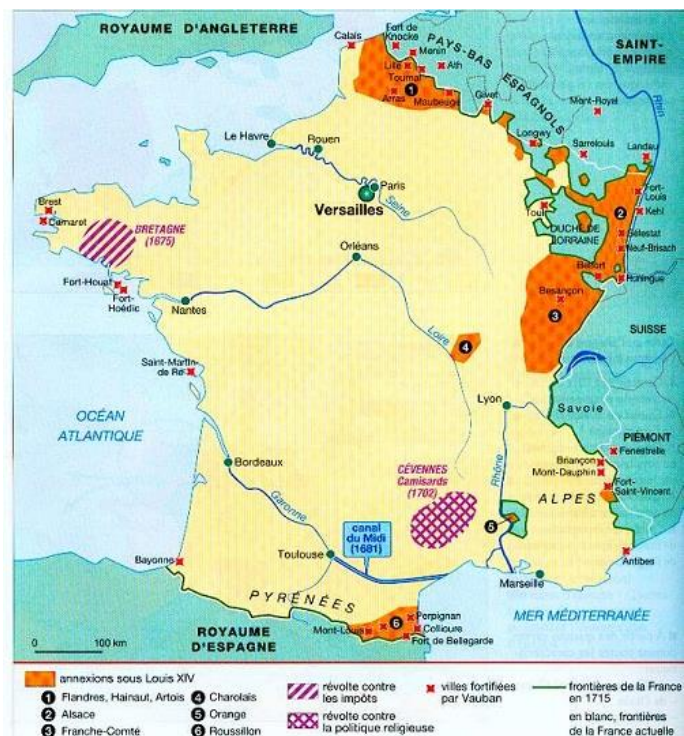 ROYAUME D'ANGLETERRE
Calais
Fort de
Knocke
Menin
PAYS-BAS ESPAGNOLS
SAINT-
EMPIRE
Lille
Ath
Tournai
1
Arras
Maubeuge
Givet
Mont-Royal
Rhin
Le Havre
Rouen
Longwy
Sarrelouis
Landau
Paris
Versailles
Seine
Fort-
Louis
Kehl
Toul
2
DUCHÉ DE
LORRAINE
Sélestat
Neuf-Brisach
Brest
Camaret
BRETAGNE
(1675)
Orléans
Belfort
Huningue
Fort-Houat
Fort-
Hoëdic
Nantes
Besançon
3
Loire
4
SUISSE
Saint-Martin-
de Ré
OCÉAN
ATLANTIQUE
Lyon
Savoie
PIÉMONT
Fenestrelle
Bordeaux
CÉVENNES
Camisards
(1702)
Rhône
Briançon
Mont-Dauphin
ALPES
Fort-
Saint-Vincent
Garonne
5
canal
du Midi
(1681)
Toulouse
Bayonne
Antibes
Marseille
PYRÉNÉES
MER MÉDITERRANÉE
Perpignan
Mont-Louis
6
Collioure
Fort de Bellegarde
ROYAUME
D'ESPAGNE
0 100 km
annexions sous Louis XIV
1 Flandres, Hainaut, Artois
2 Alsace
3 Franche-Comté
4 Charolais
5 Orange
6 Roussillon
révolte contre
les impôts
révolte contre
la politique religieuse
villes fortifiées
par Vauban
frontières de la France
en 1715
en blanc, frontières
de la France actuelle